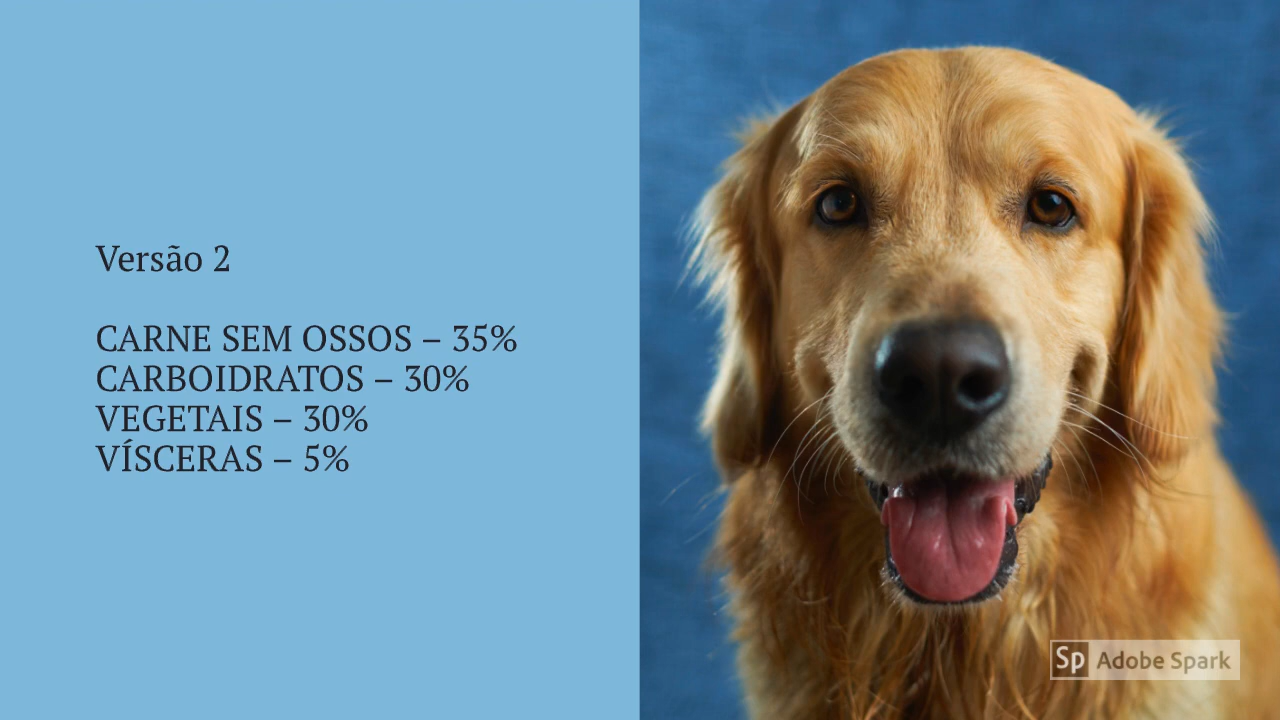 Versão 2
CARNE SEM OSSOS – 35%
CARBOIDRATOS – 30%
VEGETAIS – 30%
VÍSCERAS – 5%
Sp Adobe Spark